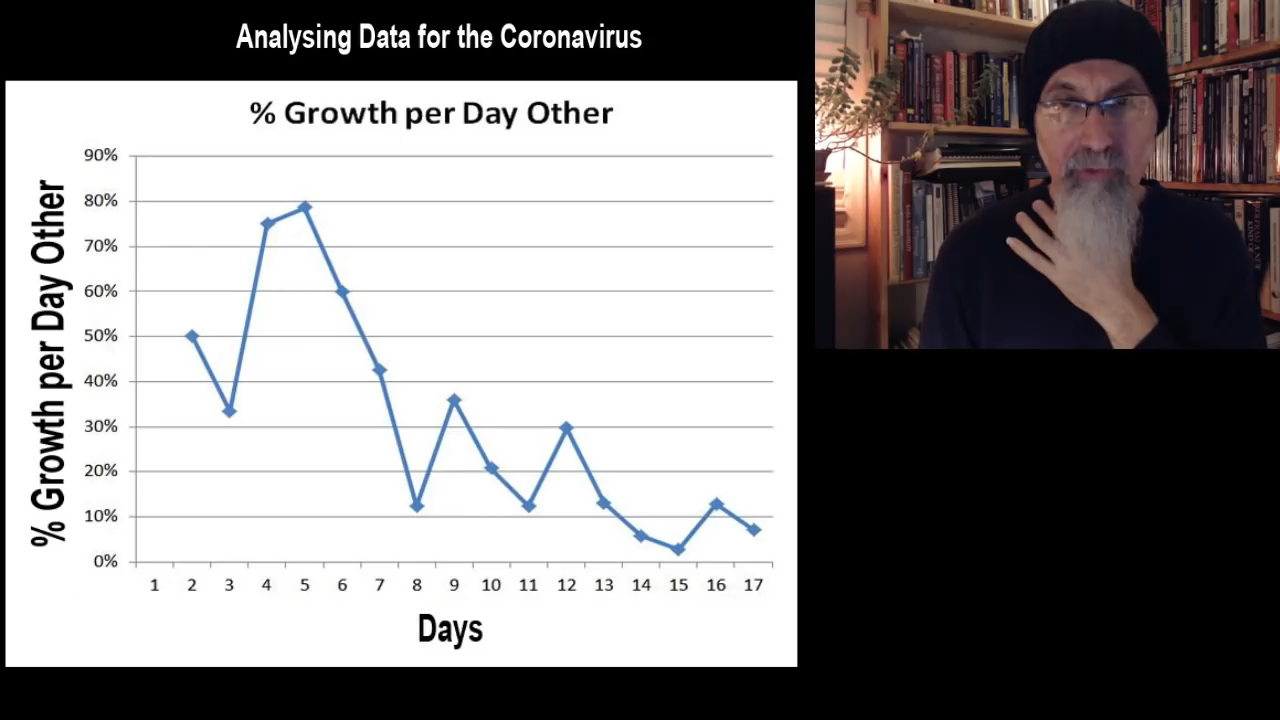 Analysing Data for the Coronavirus
% Growth per Day Other
% Growth per Day Other
90%
80%
70%
60%
50%
40%
30%
20%
10%
0%
1 2 3 4 5 6 7 8 9 10 11 12 13 14 15 16 17
Days